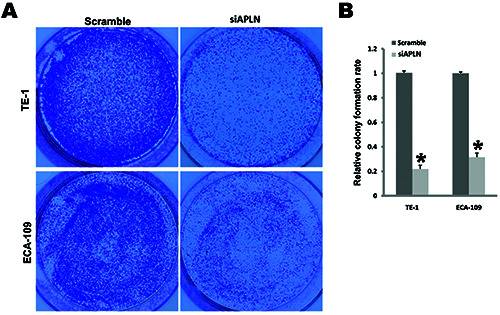 A
Scramble
siAPLN
TE-1
ECA-109
B
Scramble
siAPLN
Relative colony formation rate
1.2
1
0.8
0.6
0.4
0.2
0
*
*
TE-1
ECA-109